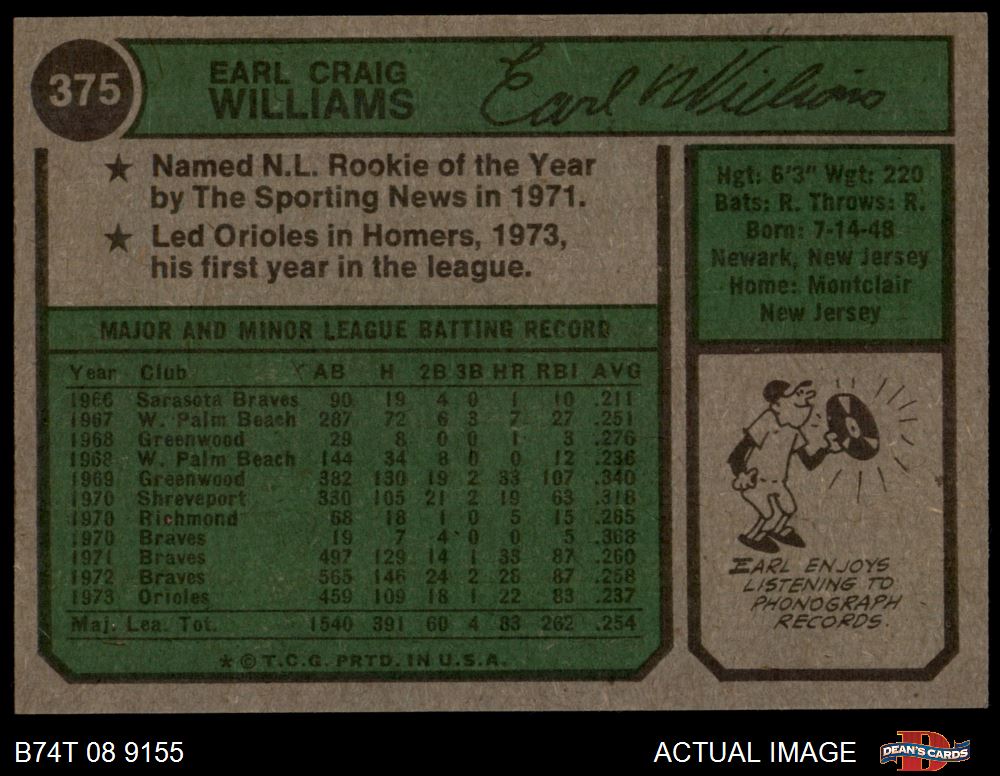 375
EARL CRAIG
WILLIAMS
Earl Williams
★ Named N.L. Rookie of the Year
by The Sporting News in 1971.
★ Led Orioles in Homers, 1973,
his first year in the league.
Hgt: 6'3" Wgt: 220
Bats: R. Throws: R.
Born: 7-14-48
Newark, New Jersey
Home: Montclair
New Jersey
MAJOR AND MINOR LEAGUE BATTING RECORD
Year Club AB H 2B 3B HR RBI AVG
1966 Sarasota Braves 90 19 4 0 1 10 .211
1967 W. Palm Beach 287 72 6 3 7 27 .251
1968 Greenwood 29 8 0 0 1 3 .276
1968 W. Palm Beach 144 34 8 0 0 12 .236
1969 Greenwood 382 130 19 2 33 107 .340
1970 Shreveport 330 105 21 2 19 63 .318
1970 Richmond 68 18 1 0 5 15 .265
1970 Braves 19 7 4 0 0 5 .368
1971 Braves 497 129 14 1 33 87 .260
1972 Braves 565 146 24 2 28 87 .258
1973 Orioles 459 109 18 1 22 83 .237
Maj. Lea. Tot. 1540 391 60 4 83 262 .254
★ © T.C.G. PRTD. IN U.S.A.
EARL ENJOYS
LISTENING TO
PHONOGRAPH
RECORDS.
B74T 08 9155
ACTUAL IMAGE
DEAN'S CARDS